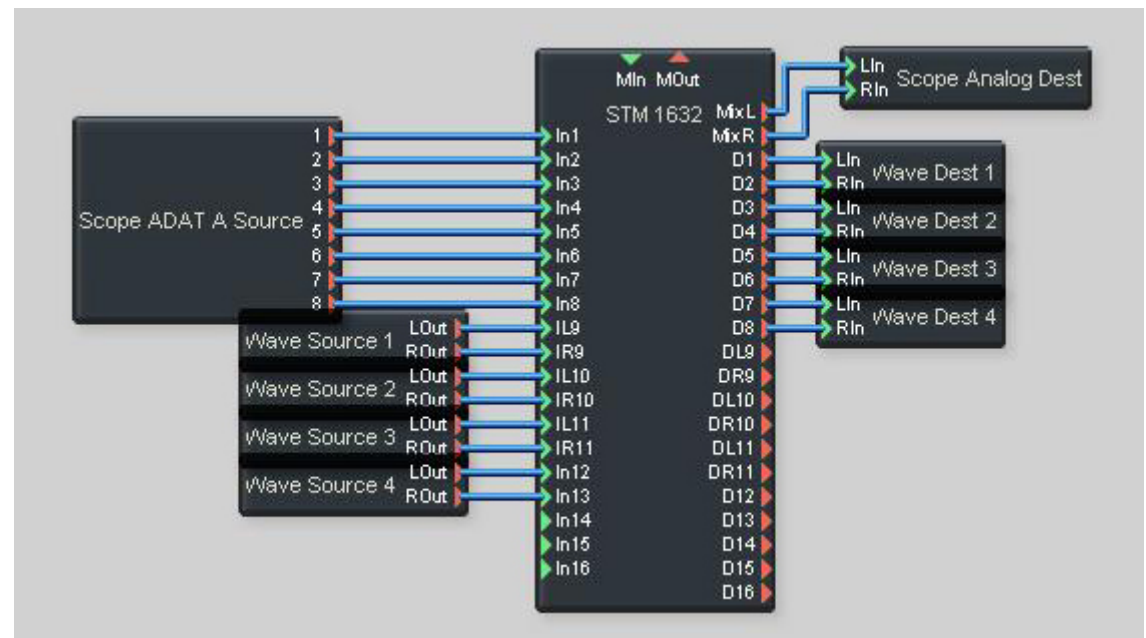 MIn MOut
STM 1632
MixL
MixR
In1
In2
In3
In4
In5
In6
In7
In8
IL9
IR9
IL10
IR10
IL11
IR11
In12
In13
In14
In15
In16
D1
D2
D3
D4
D5
D6
D7
D8
DL9
DR9
DL10
DR10
DL11
DR11
D12
D13
D14
D15
D16
Scope ADAT A Source
1
2
3
4
5
6
7
8
Wave Source 1
LOut
ROut
Wave Source 2
LOut
ROut
Wave Source 3
LOut
ROut
Wave Source 4
LOut
ROut
LIn
RIn
Scope Analog Dest
LIn
RIn
Wave Dest 1
LIn
RIn
Wave Dest 2
LIn
RIn
Wave Dest 3
LIn
RIn
Wave Dest 4